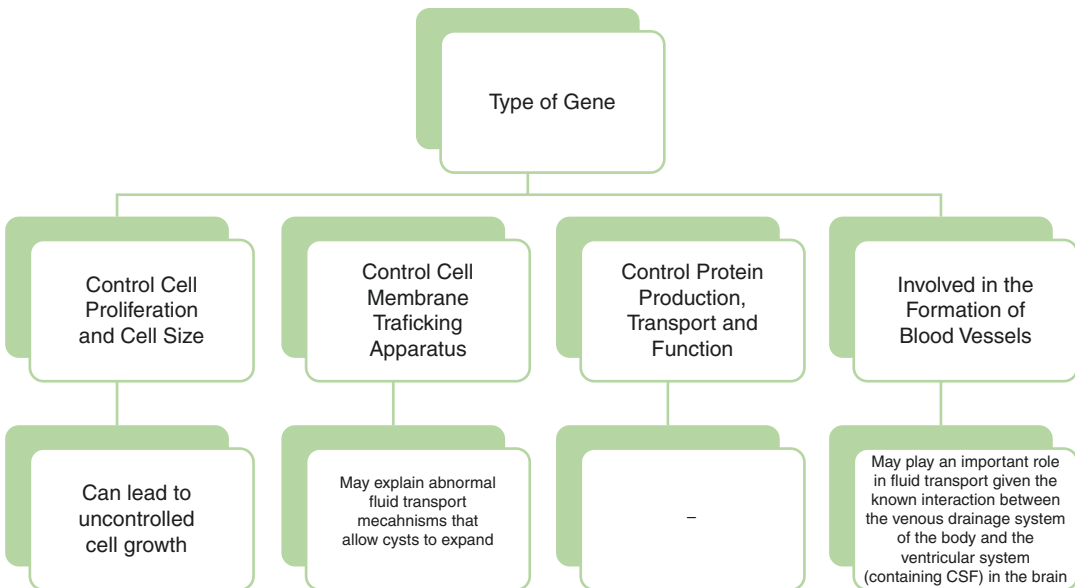 Type of Gene
Control Cell
Proliferation
and Cell Size
Control Cell
Membrane
Traficking
Apparatus
Control Protein
Production,
Transport and
Function
Involved in the
Formation of
Blood Vessels
Can lead to
uncontrolled
cell growth
May explain abnormal
fluid transport
mecahnisms that
allow cysts to expand
–
May play an important role
in fluid transport given the
known interaction between
the venous drainage system
of the body and the
ventricular system
(containing CSF) in the brain